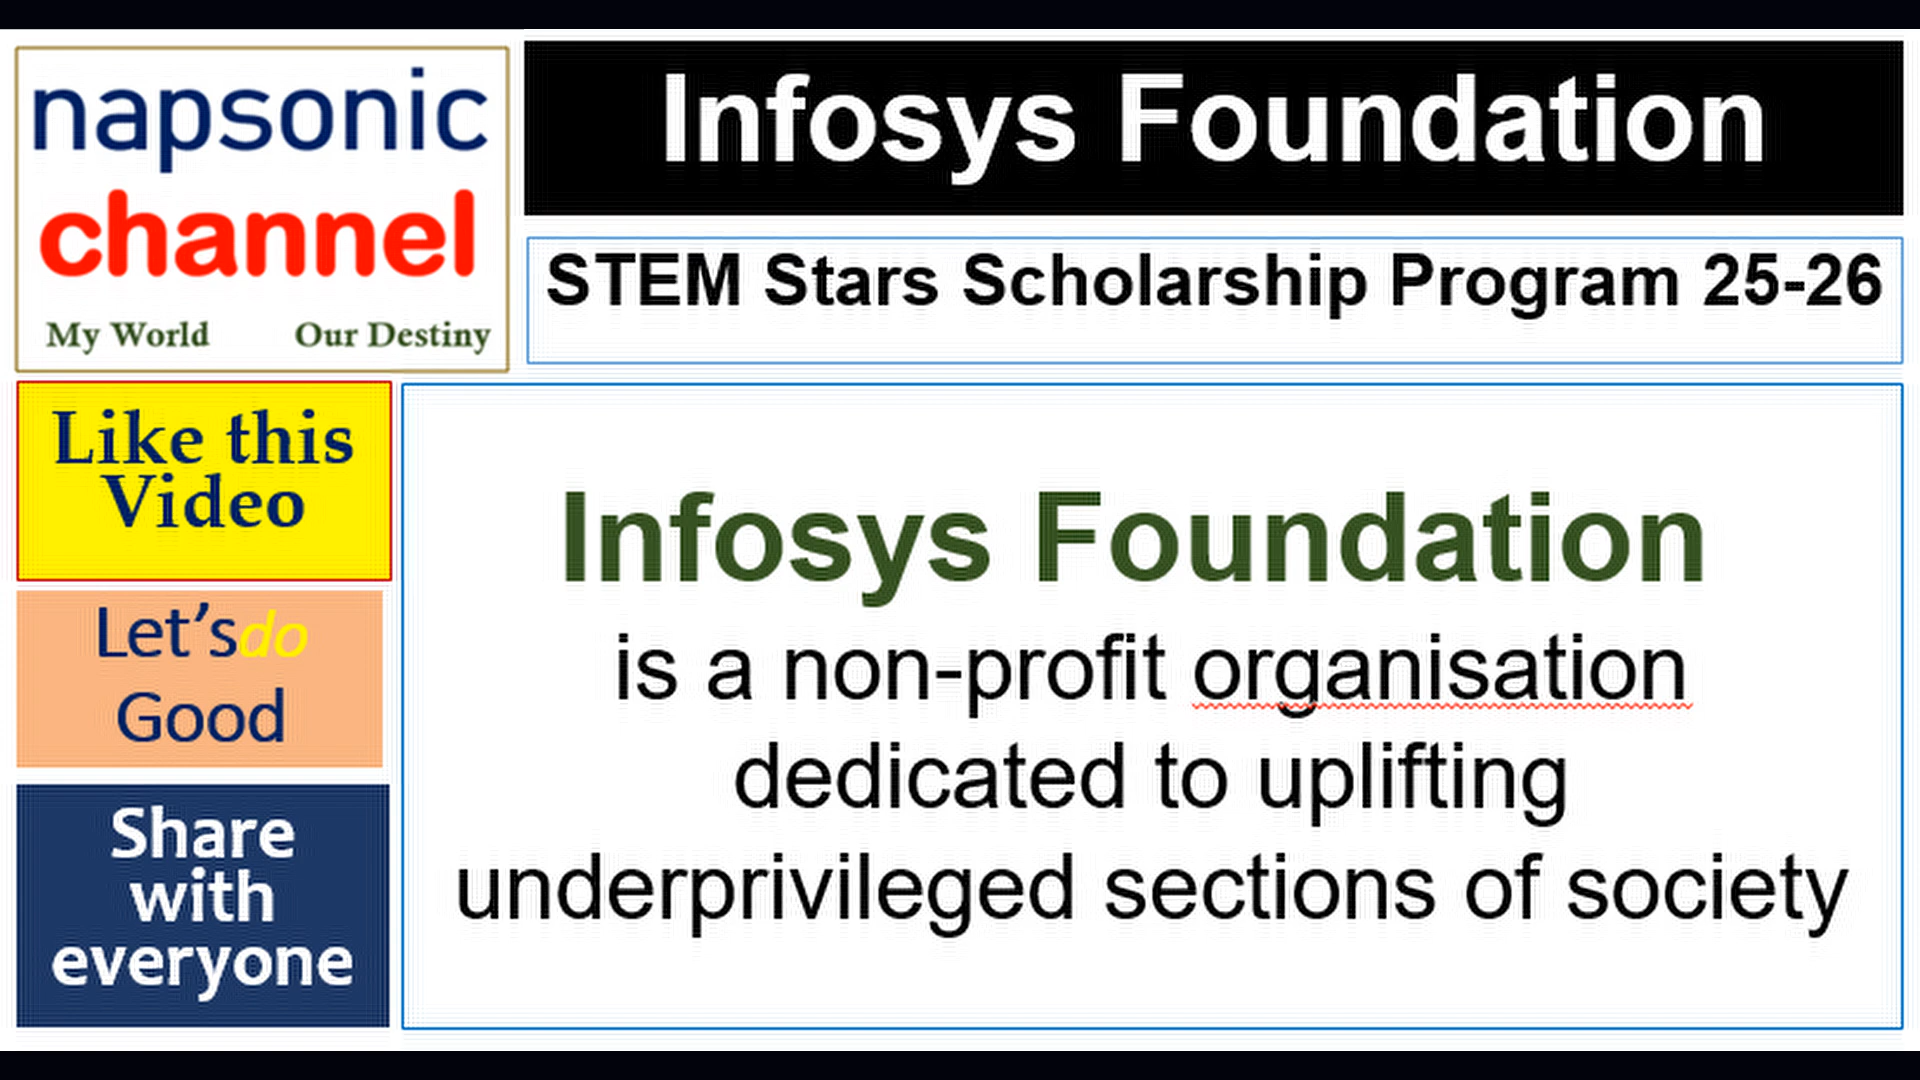 napsonic
channel
My World Our Destiny
Infosys Foundation
STEM Stars Scholarship Program 25-26
Like this
Video
Let’s do
Good
Share
with
everyone
Infosys Foundation
is a non-profit organisation
dedicated to uplifting
underprivileged sections of society